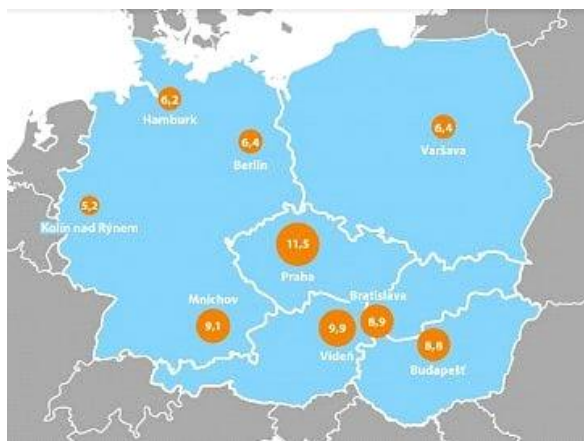 6,2
Hamburk
6,4
Berlín
6,4
Varšava
5,2
Kolín nad Rýnem
11,5
Praha
Mnichov
9,1
Bratislava
8,9
9,9
Vídeň
8,8
Budapešť